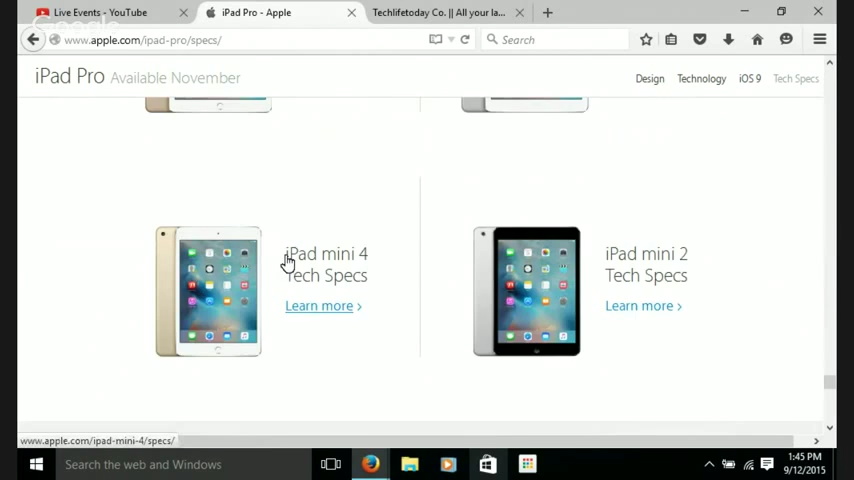 Live Events - YouTube
iPad Pro - Apple
Techlifetoday Co. || All your la...
Google
www.apple.com/ipad-pro/specs/
Search
iPad Pro Available November
Design Technology iOS 9 Tech Specs
iPad mini 4
Tech Specs
Learn more >
iPad mini 2
Tech Specs
Learn more >
www.apple.com/ipad-mini-4/specs/
Search the web and Windows
1:45 PM
9/12/2015